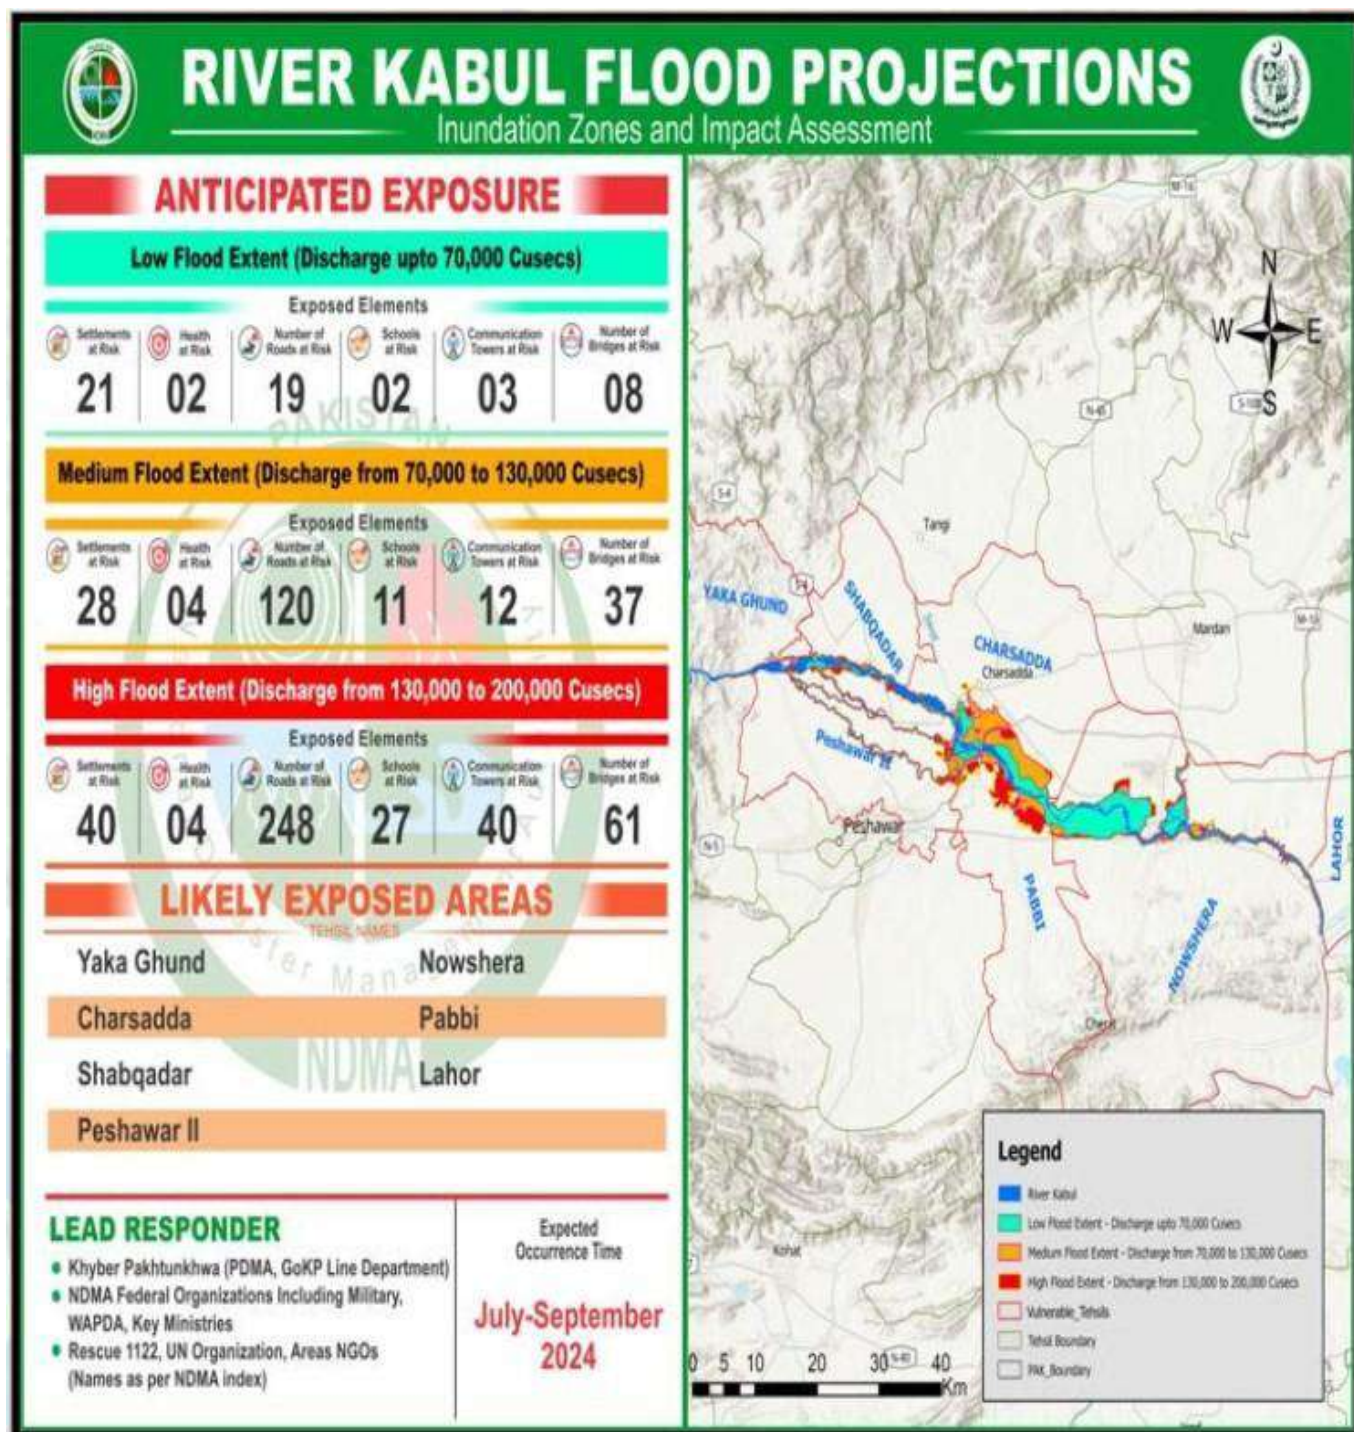 RIVER KABUL FLOOD PROJECTIONS
Inundation Zones and Impact Assessment
ANTICIPATED EXPOSURE
Low Flood Extent (Discharge upto 70,000 Cusecs)
Exposed Elements
Settlements at Risk
Health at Risk
Number of Roads at Risk
Schools at Risk
Communication Towers at Risk
Number of Bridges at Risk
21 02 19 02 03 08
Medium Flood Extent (Discharge from 70,000 to 130,000 Cusecs)
Exposed Elements
Settlements at Risk
Health at Risk
Number of Roads at Risk
Schools at Risk
Communication Towers at Risk
Number of Bridges at Risk
28 04 120 11 12 37
High Flood Extent (Discharge from 130,000 to 200,000 Cusecs)
Exposed Elements
Settlements at Risk
Health at Risk
Number of Roads at Risk
Schools at Risk
Communication Towers at Risk
Number of Bridges at Risk
40 04 248 27 40 61
LIKELY EXPOSED AREAS
TEHSIL NAMES
Yaka Ghund Nowshera
Charsadda Pabbi
Shabqadar Lahor
Peshawar II
PAKISTAN
NDMA
LEAD RESPONDER
Khyber Pakhtunkhwa (PDMA, GoKP Line Department)
NDMA Federal Organizations Including Military,
WAPDA, Key Ministries
Rescue 1122, UN Organization, Areas NGOs
(Names as per NDMA index)
Expected
Occurrence Time
July-September
2024
M-16
N
W E
S
N-45
S-4
Tangi
YAKA GHUND
SHABQADAR
CHARSADDA
Charsadda
Mardan
Peshawar II
Peshawar
N-5
PABBI
NOWSHERA
LAHOR
Cherat
Kohat
N-80
0 5 10 20 30 40
Km
Legend
River Kabul
Low Flood Extent - Discharge upto 70,000 Cusecs
Medium Flood Extent - Discharge from 70,000 to 130,000 Cusecs
High Flood Extent - Discharge from 130,000 to 200,000 Cusecs
Vulnerable_Tehsils
Tehsil Boundary
PAK_Boundary